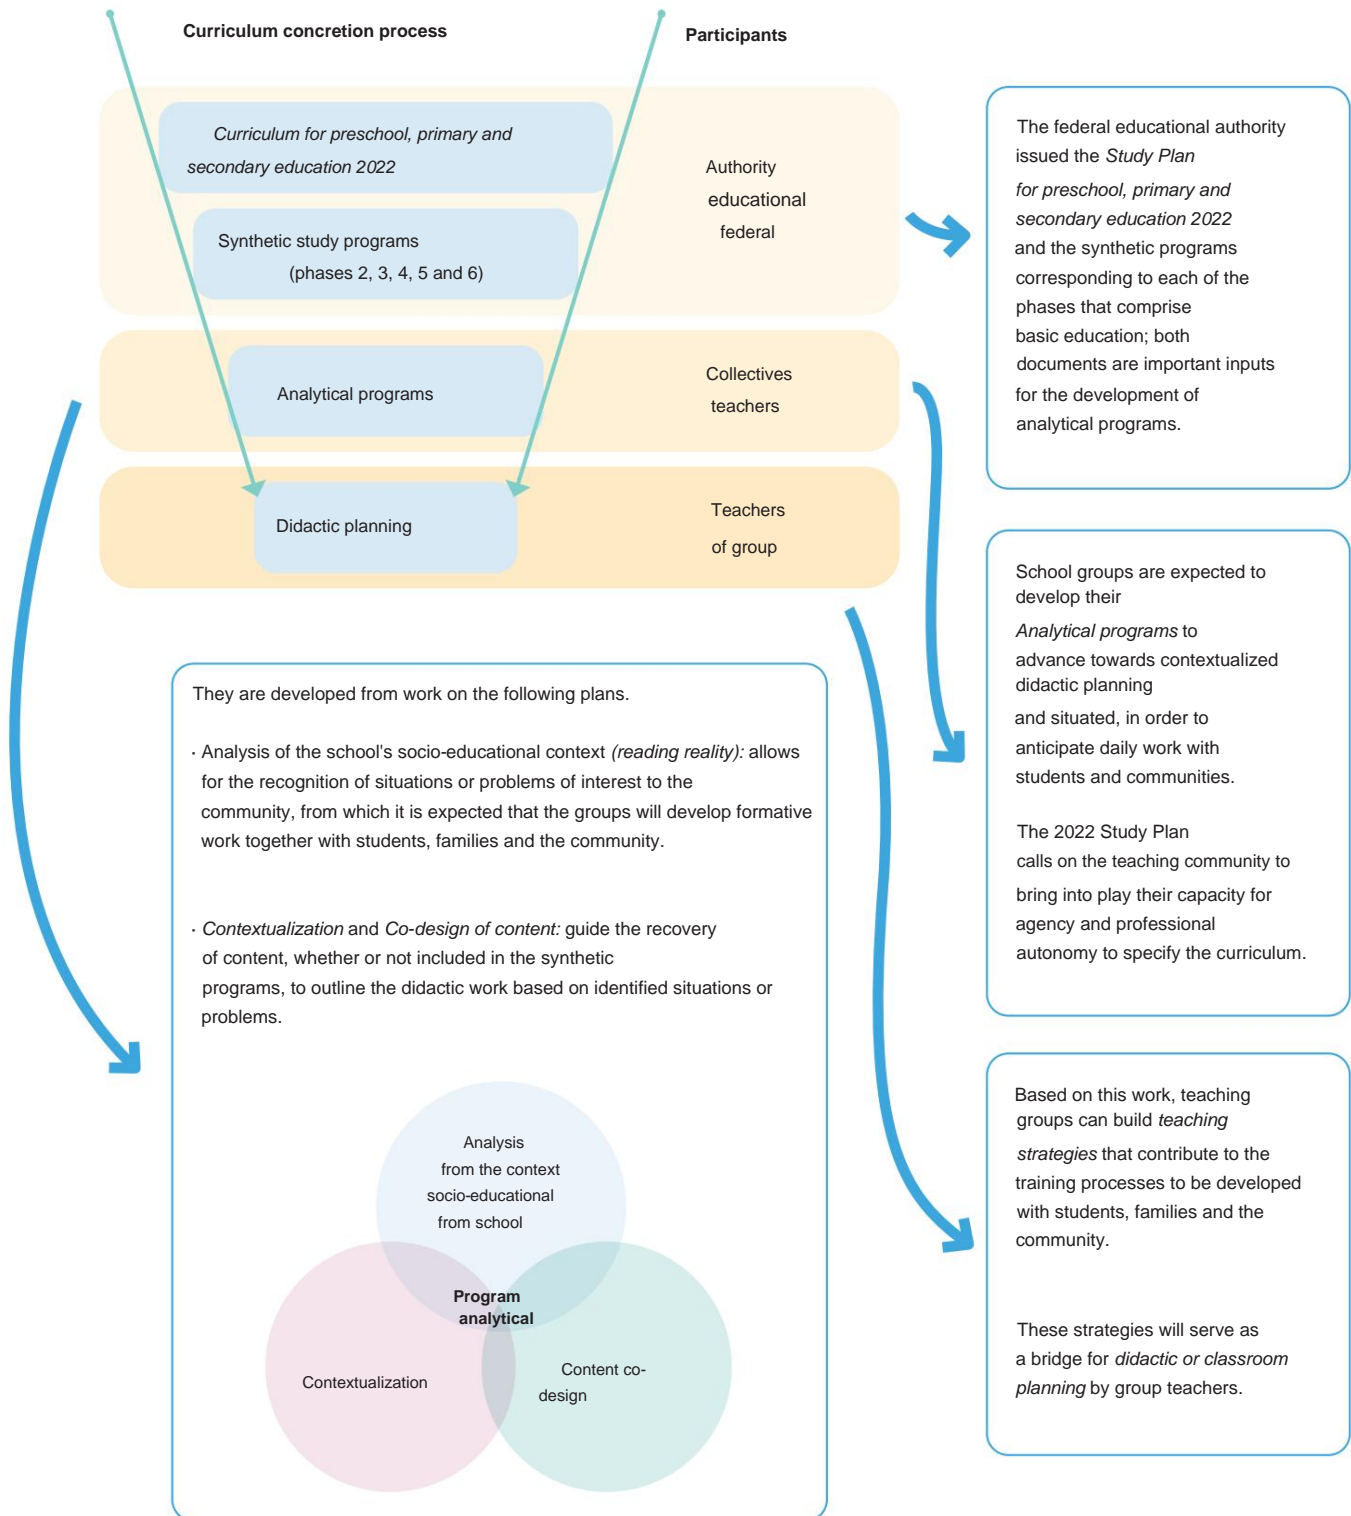 Curriculum concretion process
Participants
Curriculum for preschool, primary and
secondary education 2022
Synthetic study programs
(phases 2, 3, 4, 5 and 6)
Authority
educational
federal
Analytical programs
Collectives
teachers
Didactic planning
Teachers
of group
The federal educational authority
issued the Study Plan
for preschool, primary and
secondary education 2022
and the synthetic programs
corresponding to each of the
phases that comprise
basic education; both
documents are important inputs
for the development of
analytical programs.
School groups are expected to
develop their
Analytical programs to
advance towards contextualized
didactic planning
and situated, in order to
anticipate daily work with
students and communities.
The 2022 Study Plan
calls on the teaching community to
bring into play their capacity for
agency and professional
autonomy to specify the curriculum.
Based on this work, teaching
groups can build teaching
strategies that contribute to the
training processes to be developed
with students, families and the
community.
These strategies will serve as
a bridge for didactic or classroom
planning by group teachers.
They are developed from work on the following plans.
· Analysis of the school's socio-educational context (reading reality): allows
for the recognition of situations or problems of interest to the
community, from which it is expected that the groups will develop formative
work together with students, families and the community.
· Contextualization and Co-design of content: guide the recovery
of content, whether or not included in the synthetic
programs, to outline the didactic work based on identified situations or
problems.
Analysis
from the context
socio-educational
from school
Program
analytical
Contextualization
Content co-
design